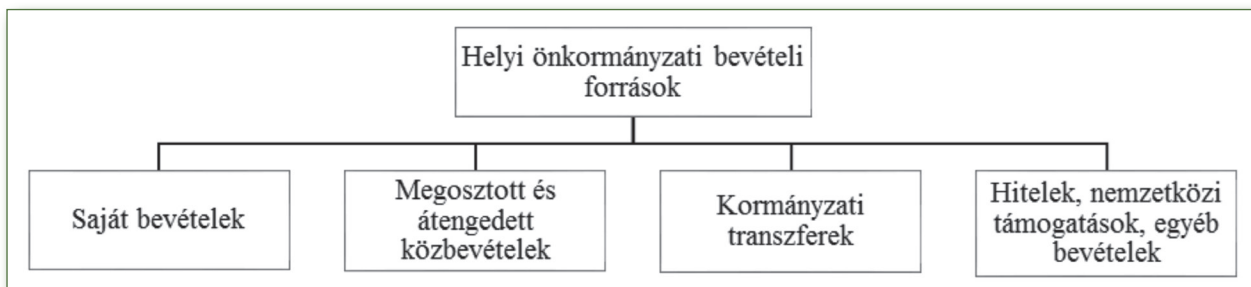 Helyi önkormányzati bevételi
források
Saját bevételek
Megosztott és
átengedett
közbevételek
Kormányzati
transzferek
Hitelek, nemzetközi
támogatások, egyéb
bevételek